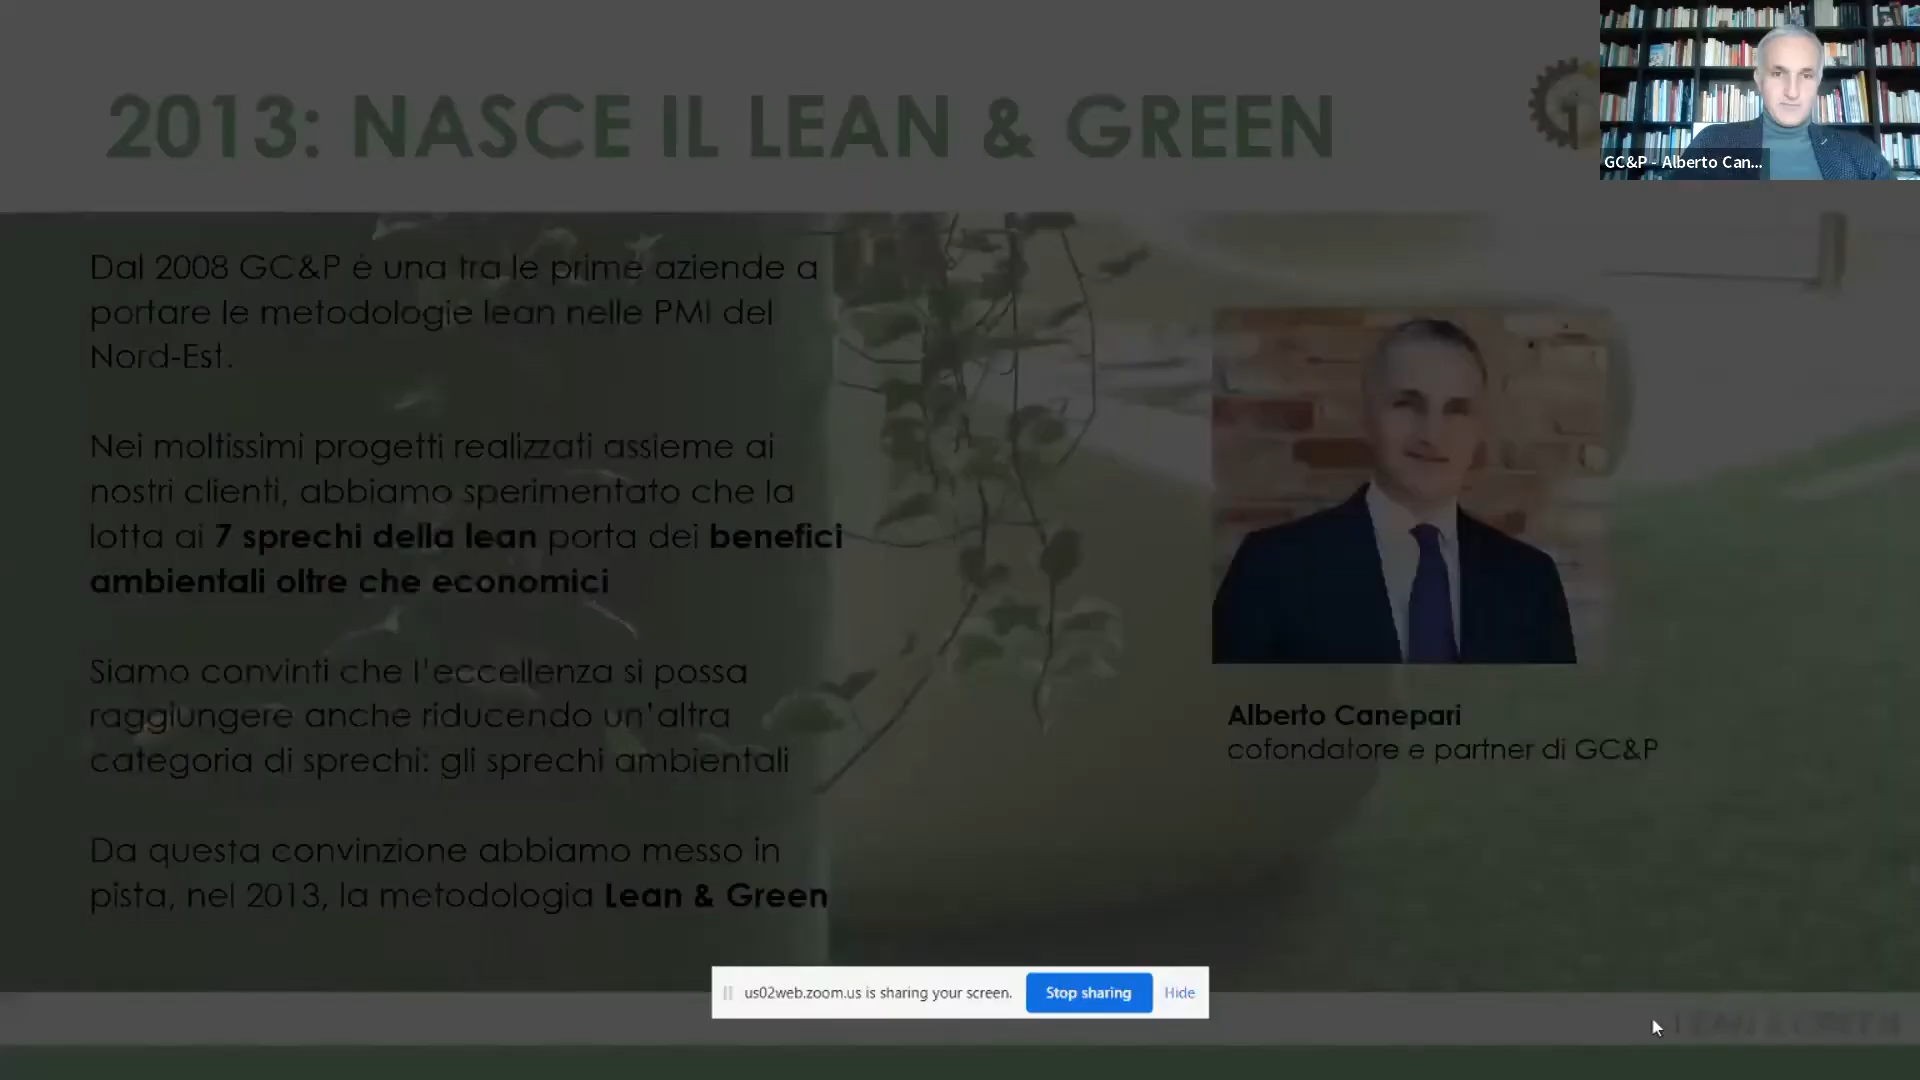 2013: NASCE IL LEAN & GREEN
GC&P - Alberto Can...
Dal 2008 GC&P è una tra le prime aziende a
portare le metodologie lean nelle PMI del
Nord-Est.
Nei moltissimi progetti realizzati assieme ai
nostri clienti, abbiamo sperimentato che la
lotta ai 7 sprechi della lean porta dei benefici
ambientali oltre che economici
Siamo convinti che l'eccellenza si possa
raggiungere anche riducendo un'altra
categoria di sprechi: gli sprechi ambientali
Da questa convinzione abbiamo messo in
pista, nel 2013, la metodologia Lean & Green
Alberto Canepari
cofondatore e partner di GC&P
us02web.zoom.us is sharing your screen.
Stop sharing
Hide
LEAN & GREEN